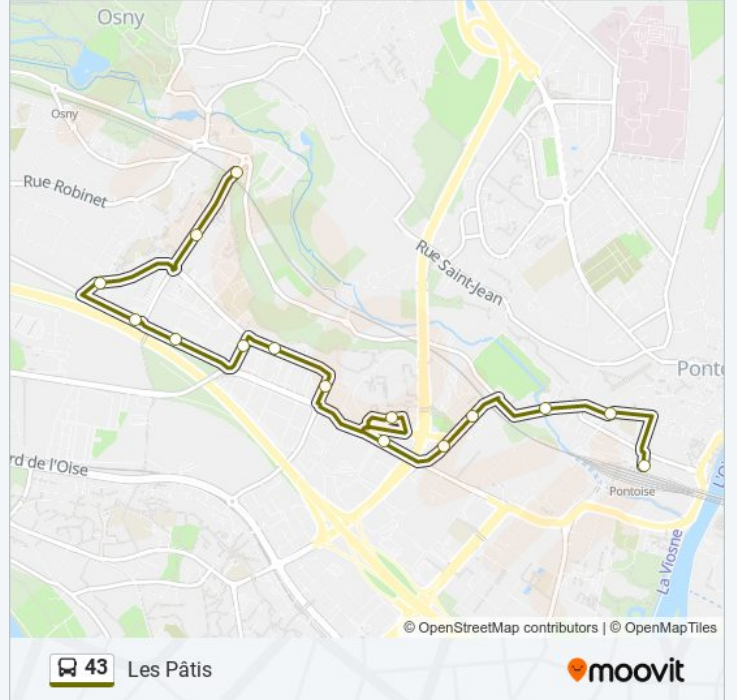 Osny
Osny
Rue Robinet
Rue Saint-Jean
Ponto
rd de l'Oise
Pontoise
L'O
La Viosne
© OpenStreetMap contributors | © OpenMapTiles
43 Les Pâtis
moovit